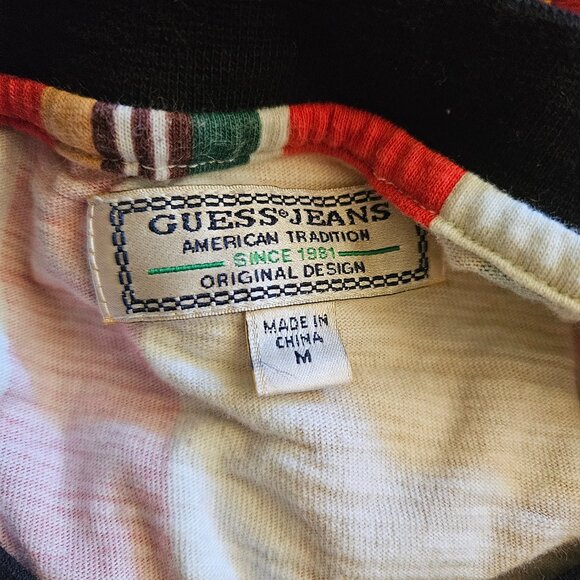 GUESS® JEANS
AMERICAN TRADITION
SINCE 1981
ORIGINAL DESIGN
MADE IN
CHINA
M